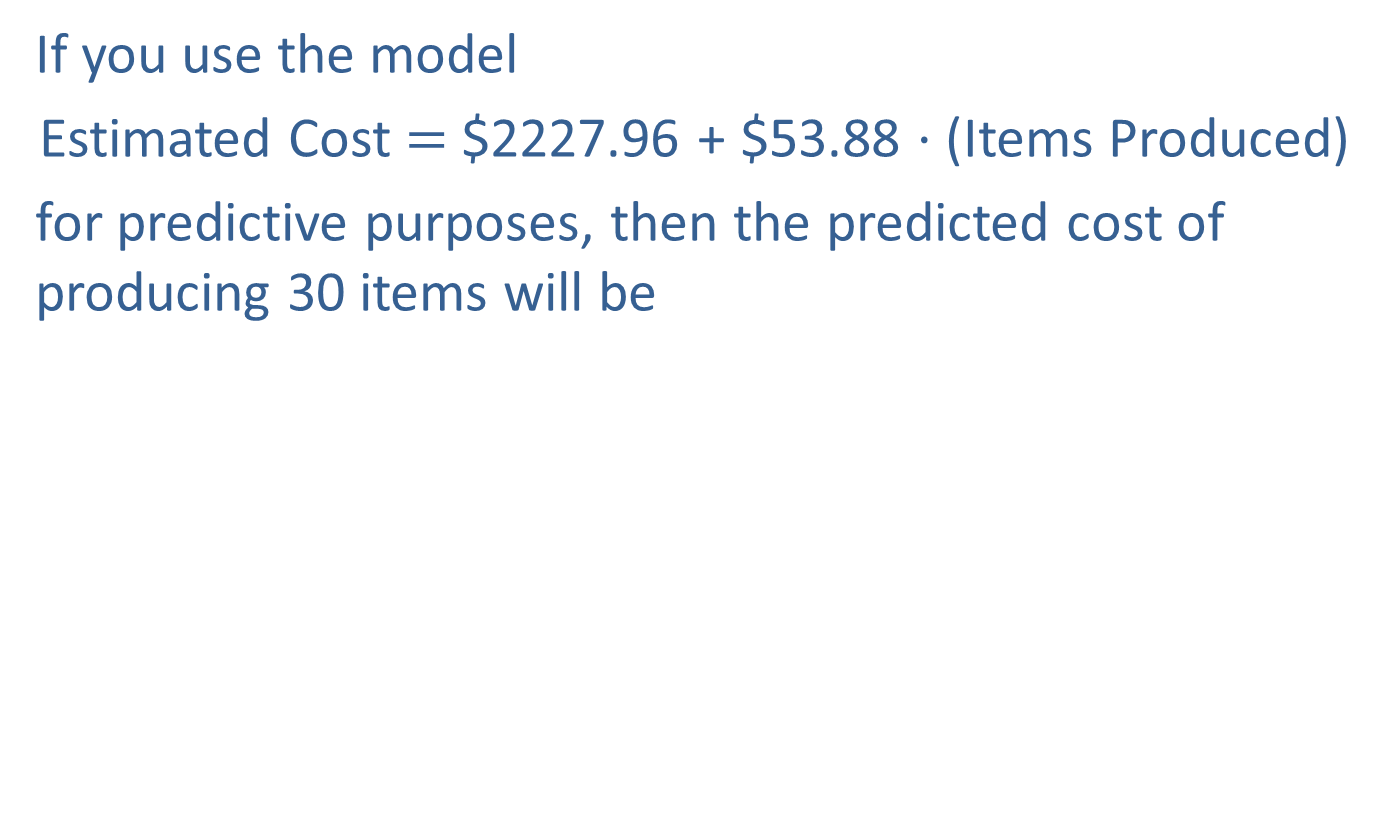 If you use the model
Estimated Cost = $2227.96 + $53.88 · (Items Produced)
for predictive purposes, then the predicted cost of
producing 30 items will be